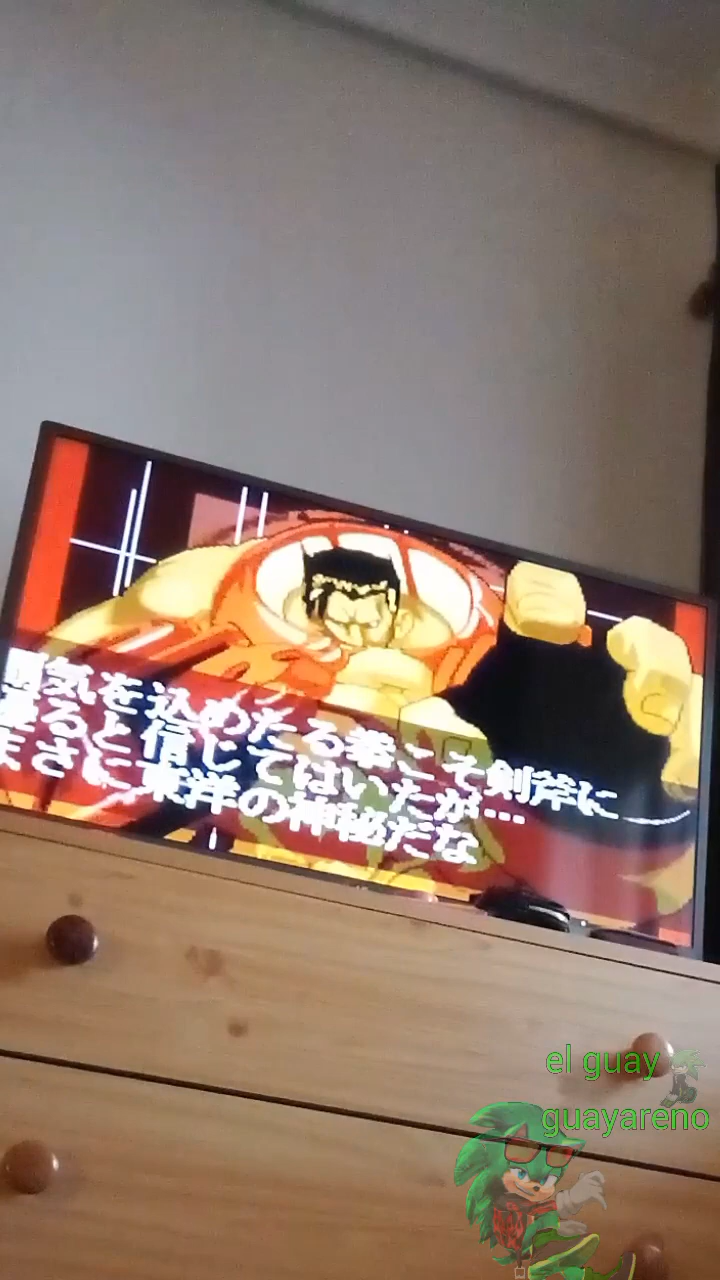 気を込めたる拳こそ剣斧に
ると信じてはいたが…
まさに東洋の神秘だな
el guay
guayareno